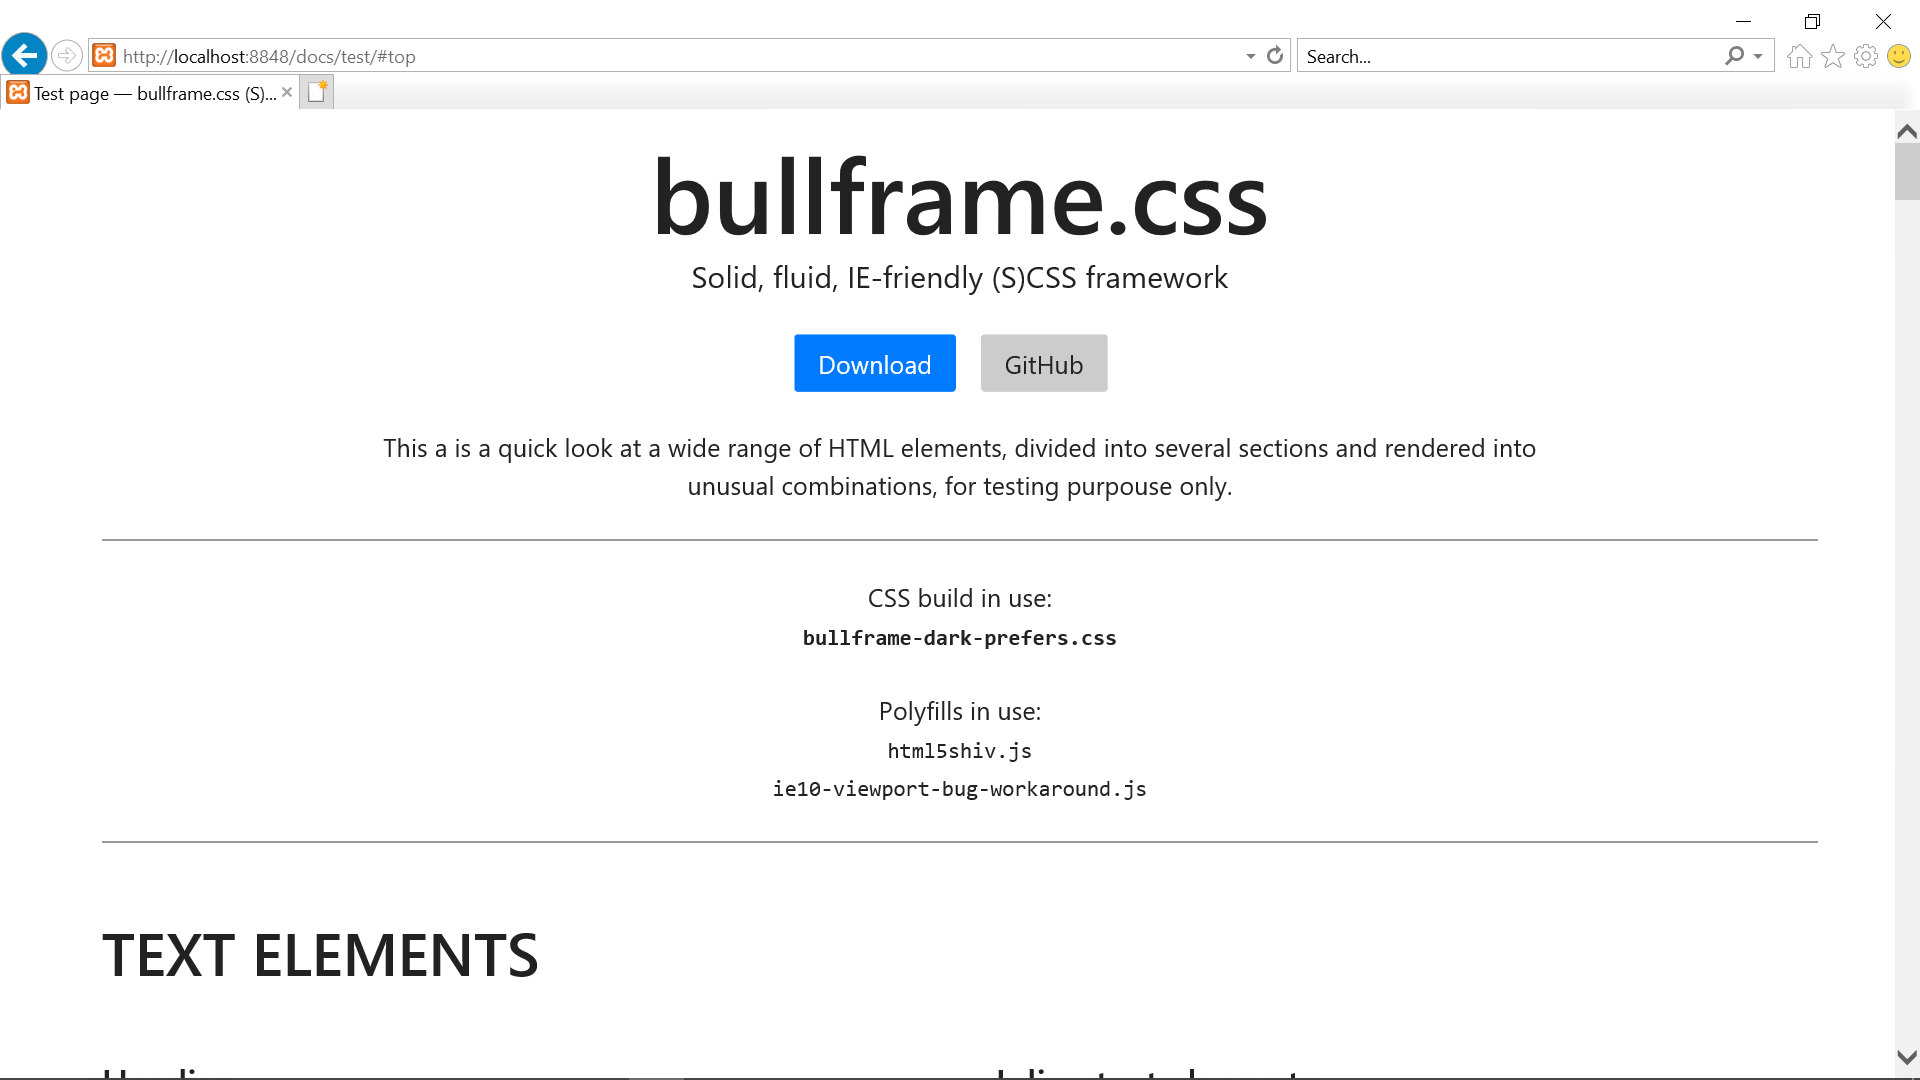 http://localhost:8848/docs/test/#top
Search...
Test page — bullframe.css (S)...
bullframe.css
Solid, fluid, IE-friendly (S)CSS framework
Download
GitHub
This a is a quick look at a wide range of HTML elements, divided into several sections and rendered into
unusual combinations, for testing purpouse only.
CSS build in use:
bullframe-dark-prefers.css
Polyfills in use:
html5shiv.js
ie10-viewport-bug-workaround.js
TEXT ELEMENTS